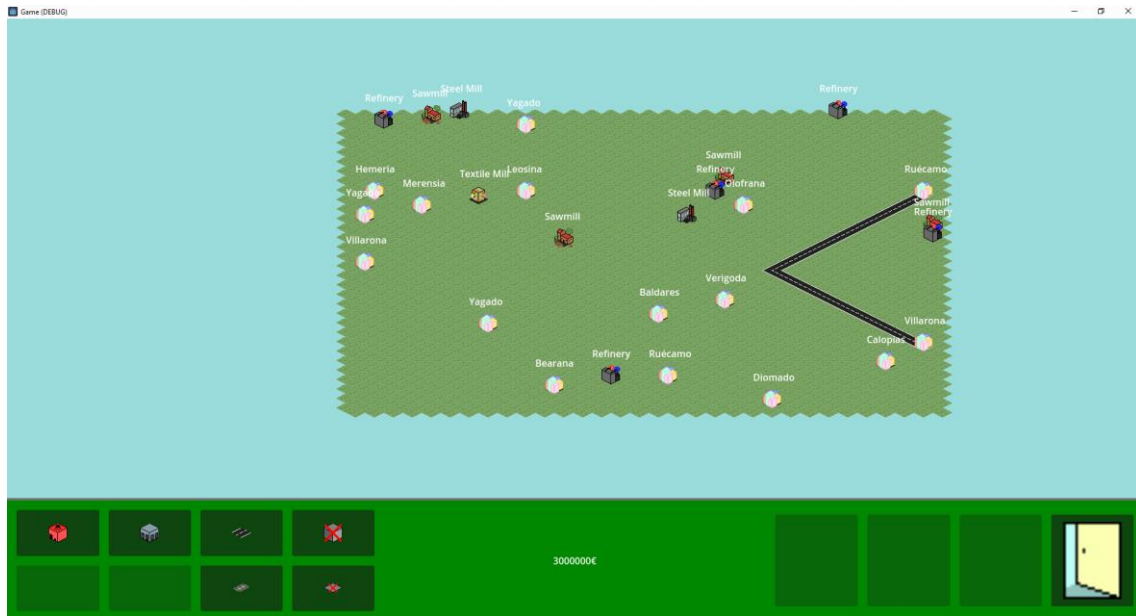 Game (DEBUG)
Steel Mill
Refinery
Sawmill
Refinery
Yagado
Sawmill
Hemeria
Textile Mill
Leosina
Refinery
Ruécamo
Merensia
Olofrana
Yagado
Steel Mill
Sawmill
Refinery
Sawmill
Villarona
Verigoda
Baldares
Yagado
Villarona
Calopias
Bearana
Refinery
Ruécamo
Diomado
3000000€